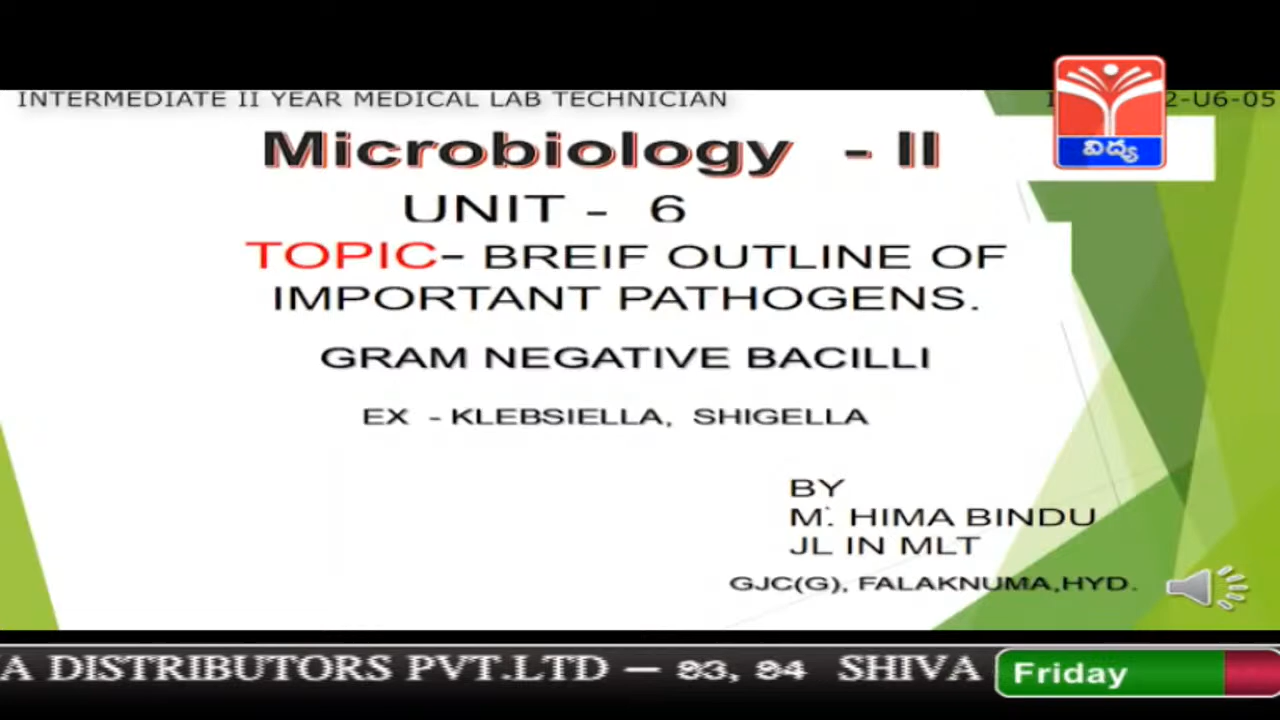 INTERMEDIATE II YEAR MEDICAL LAB TECHNICIAN
2-U6-05
విద్య
Microbiology - II
UNIT - 6
TOPIC- BREIF OUTLINE OF
IMPORTANT PATHOGENS.
GRAM NEGATIVE BACILLI
EX - KLEBSIELLA, SHIGELLA
BY
M. HIMA BINDU
JL IN MLT
GJC(G), FALAKNUMA,HYD.
A DISTRIBUTORS PVT.LTD – 83, 84 SHIVA
Friday